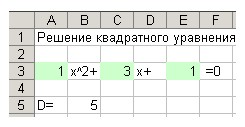 A B C D E F
1 Решение квадратного уравнения
2
3 1 x^2+ 3 x+ 1 =0
4
5 D= 5